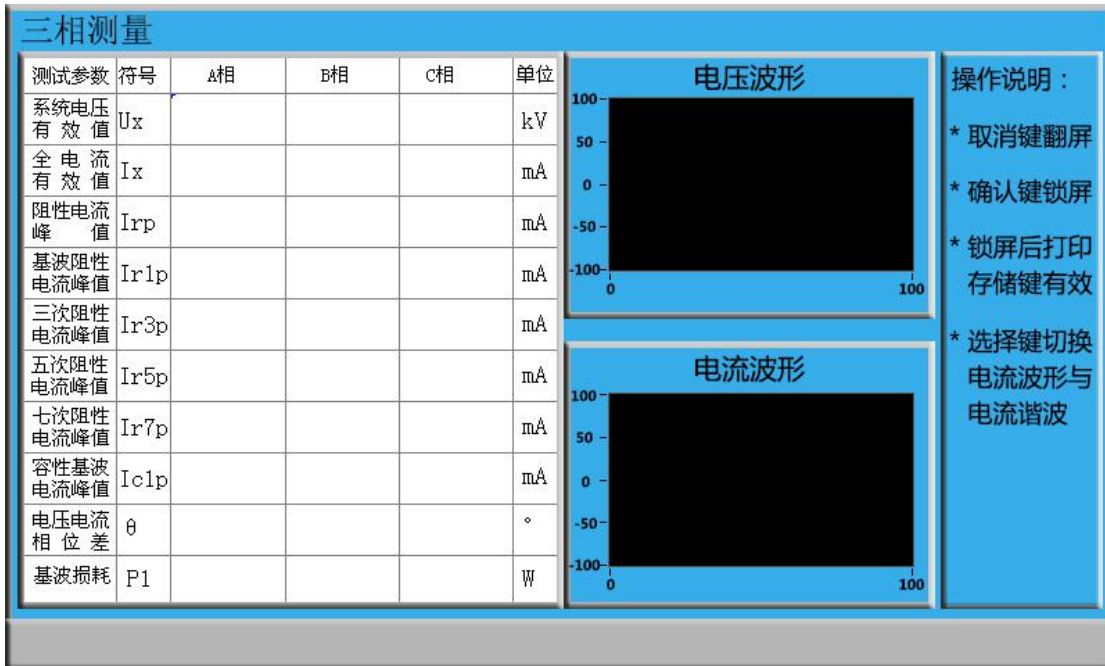 三相测量
测试参数 符号 A相 B相 C相 单位
系统电压
有效值 Ux kV
全电流
有效值 Ix mA
阻性电流
峰值 Irp mA
基波阻性
电流峰值 Ir1p mA
三次阻性
电流峰值 Ir3p mA
五次阻性
电流峰值 Ir5p mA
七次阻性
电流峰值 Ir7p mA
容性基波
电流峰值 Ic1p mA
电压电流
相位差 θ °
基波损耗 P1 W
电压波形
100
50
0
-50
-100
0 100
电流波形
100
50
0
-50
-100
0 100
操作说明：
* 取消键翻屏
* 确认键锁屏
* 锁屏后打印
存储键有效
* 选择键切换
电流波形与
电流谐波